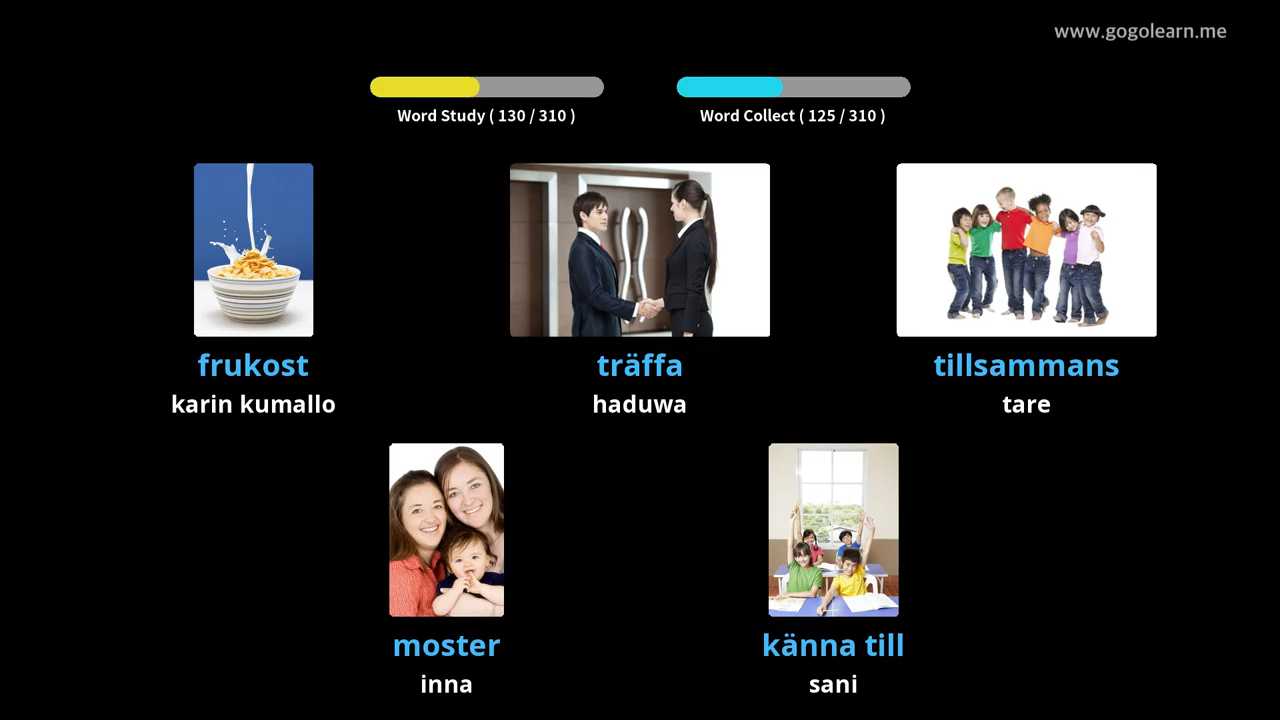 www.gogolearn.me
Word Study ( 130 / 310 )
Word Collect ( 125 / 310 )
frukost
karin kumallo
träffa
haduwa
tillsammans
tare
moster
inna
känna till
sani